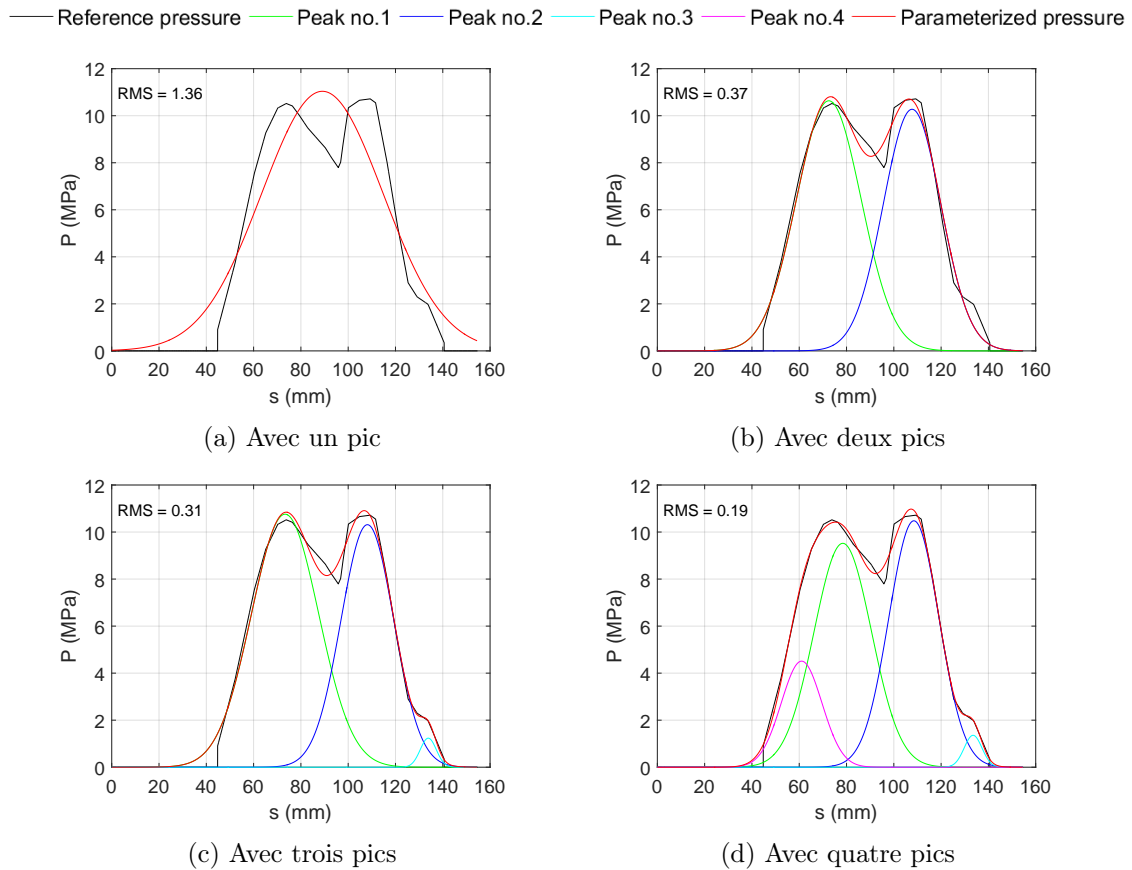 Reference pressure Peak no.1 Peak no.2 Peak no.3 Peak no.4 Parameterized pressure
RMS = 1.36
P (MPa)
12
10
8
6
4
2
0
0 20 40 60 80 100 120 140 160
s (mm)
(a) Avec un pic
RMS = 0.37
P (MPa)
12
10
8
6
4
2
0
0 20 40 60 80 100 120 140 160
s (mm)
(b) Avec deux pics
RMS = 0.31
P (MPa)
12
10
8
6
4
2
0
0 20 40 60 80 100 120 140 160
s (mm)
(c) Avec trois pics
RMS = 0.19
P (MPa)
12
10
8
6
4
2
0
0 20 40 60 80 100 120 140 160
s (mm)
(d) Avec quatre pics